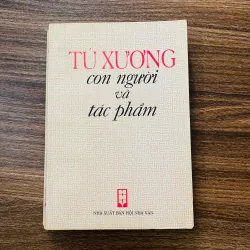 TÚ XƯƠNG
con người
và
tác phẩm
NHÀ XUẤT BẢN HỘI NHÀ VĂN